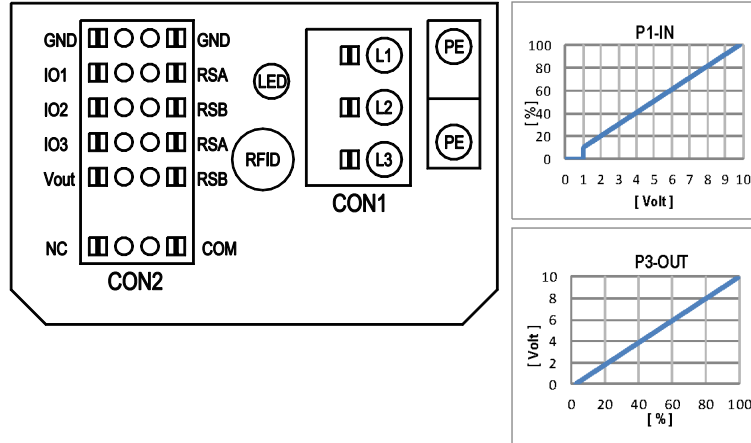 GND GND
IO1 RSA
IO2 RSB
IO3 RSA
Vout RSB
NC COM
CON2
LED
RFID
L1
L2
L3
CON1
PE
PE
P1-IN
[ % ]
100
80
60
40
20
0
0 1 2 3 4 5 6 7 8 9 10
[ Volt ]
P3-OUT
[ Volt ]
10
8
6
4
2
0
0 20 40 60 80 100
[ % ]